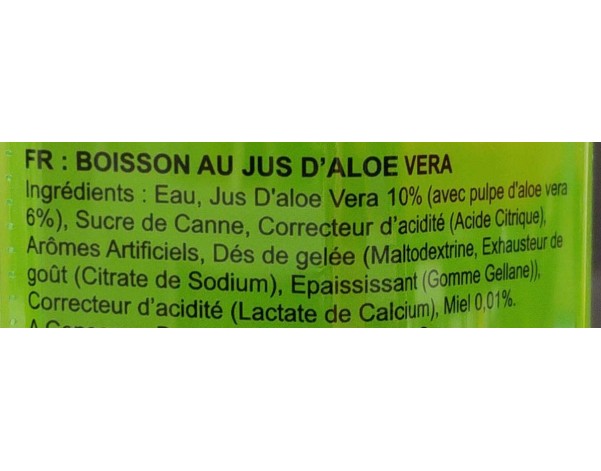 FR : BOISSON AU JUS D'ALOE VERA
Ingrédients : Eau, Jus D'aloe Vera 10% (avec pulpe d'aloe vera
6%), Sucre de Canne, Correcteur d'acidité (Acide Citrique),
Arômes Artificiels, Dés de gelée (Maltodextrine, Exhausteur de
goût (Citrate de Sodium), Epaississant (Gomme Gellane)),
Correcteur d'acidité (Lactate de Calcium), Miel 0,01%.